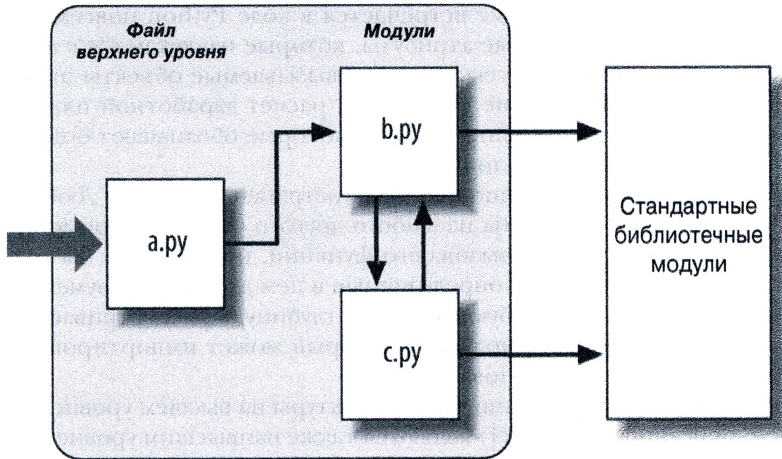 Файл
верхнего уровня
Модули
a.py
b.py
c.py
Стандартные
библиотечные
модули